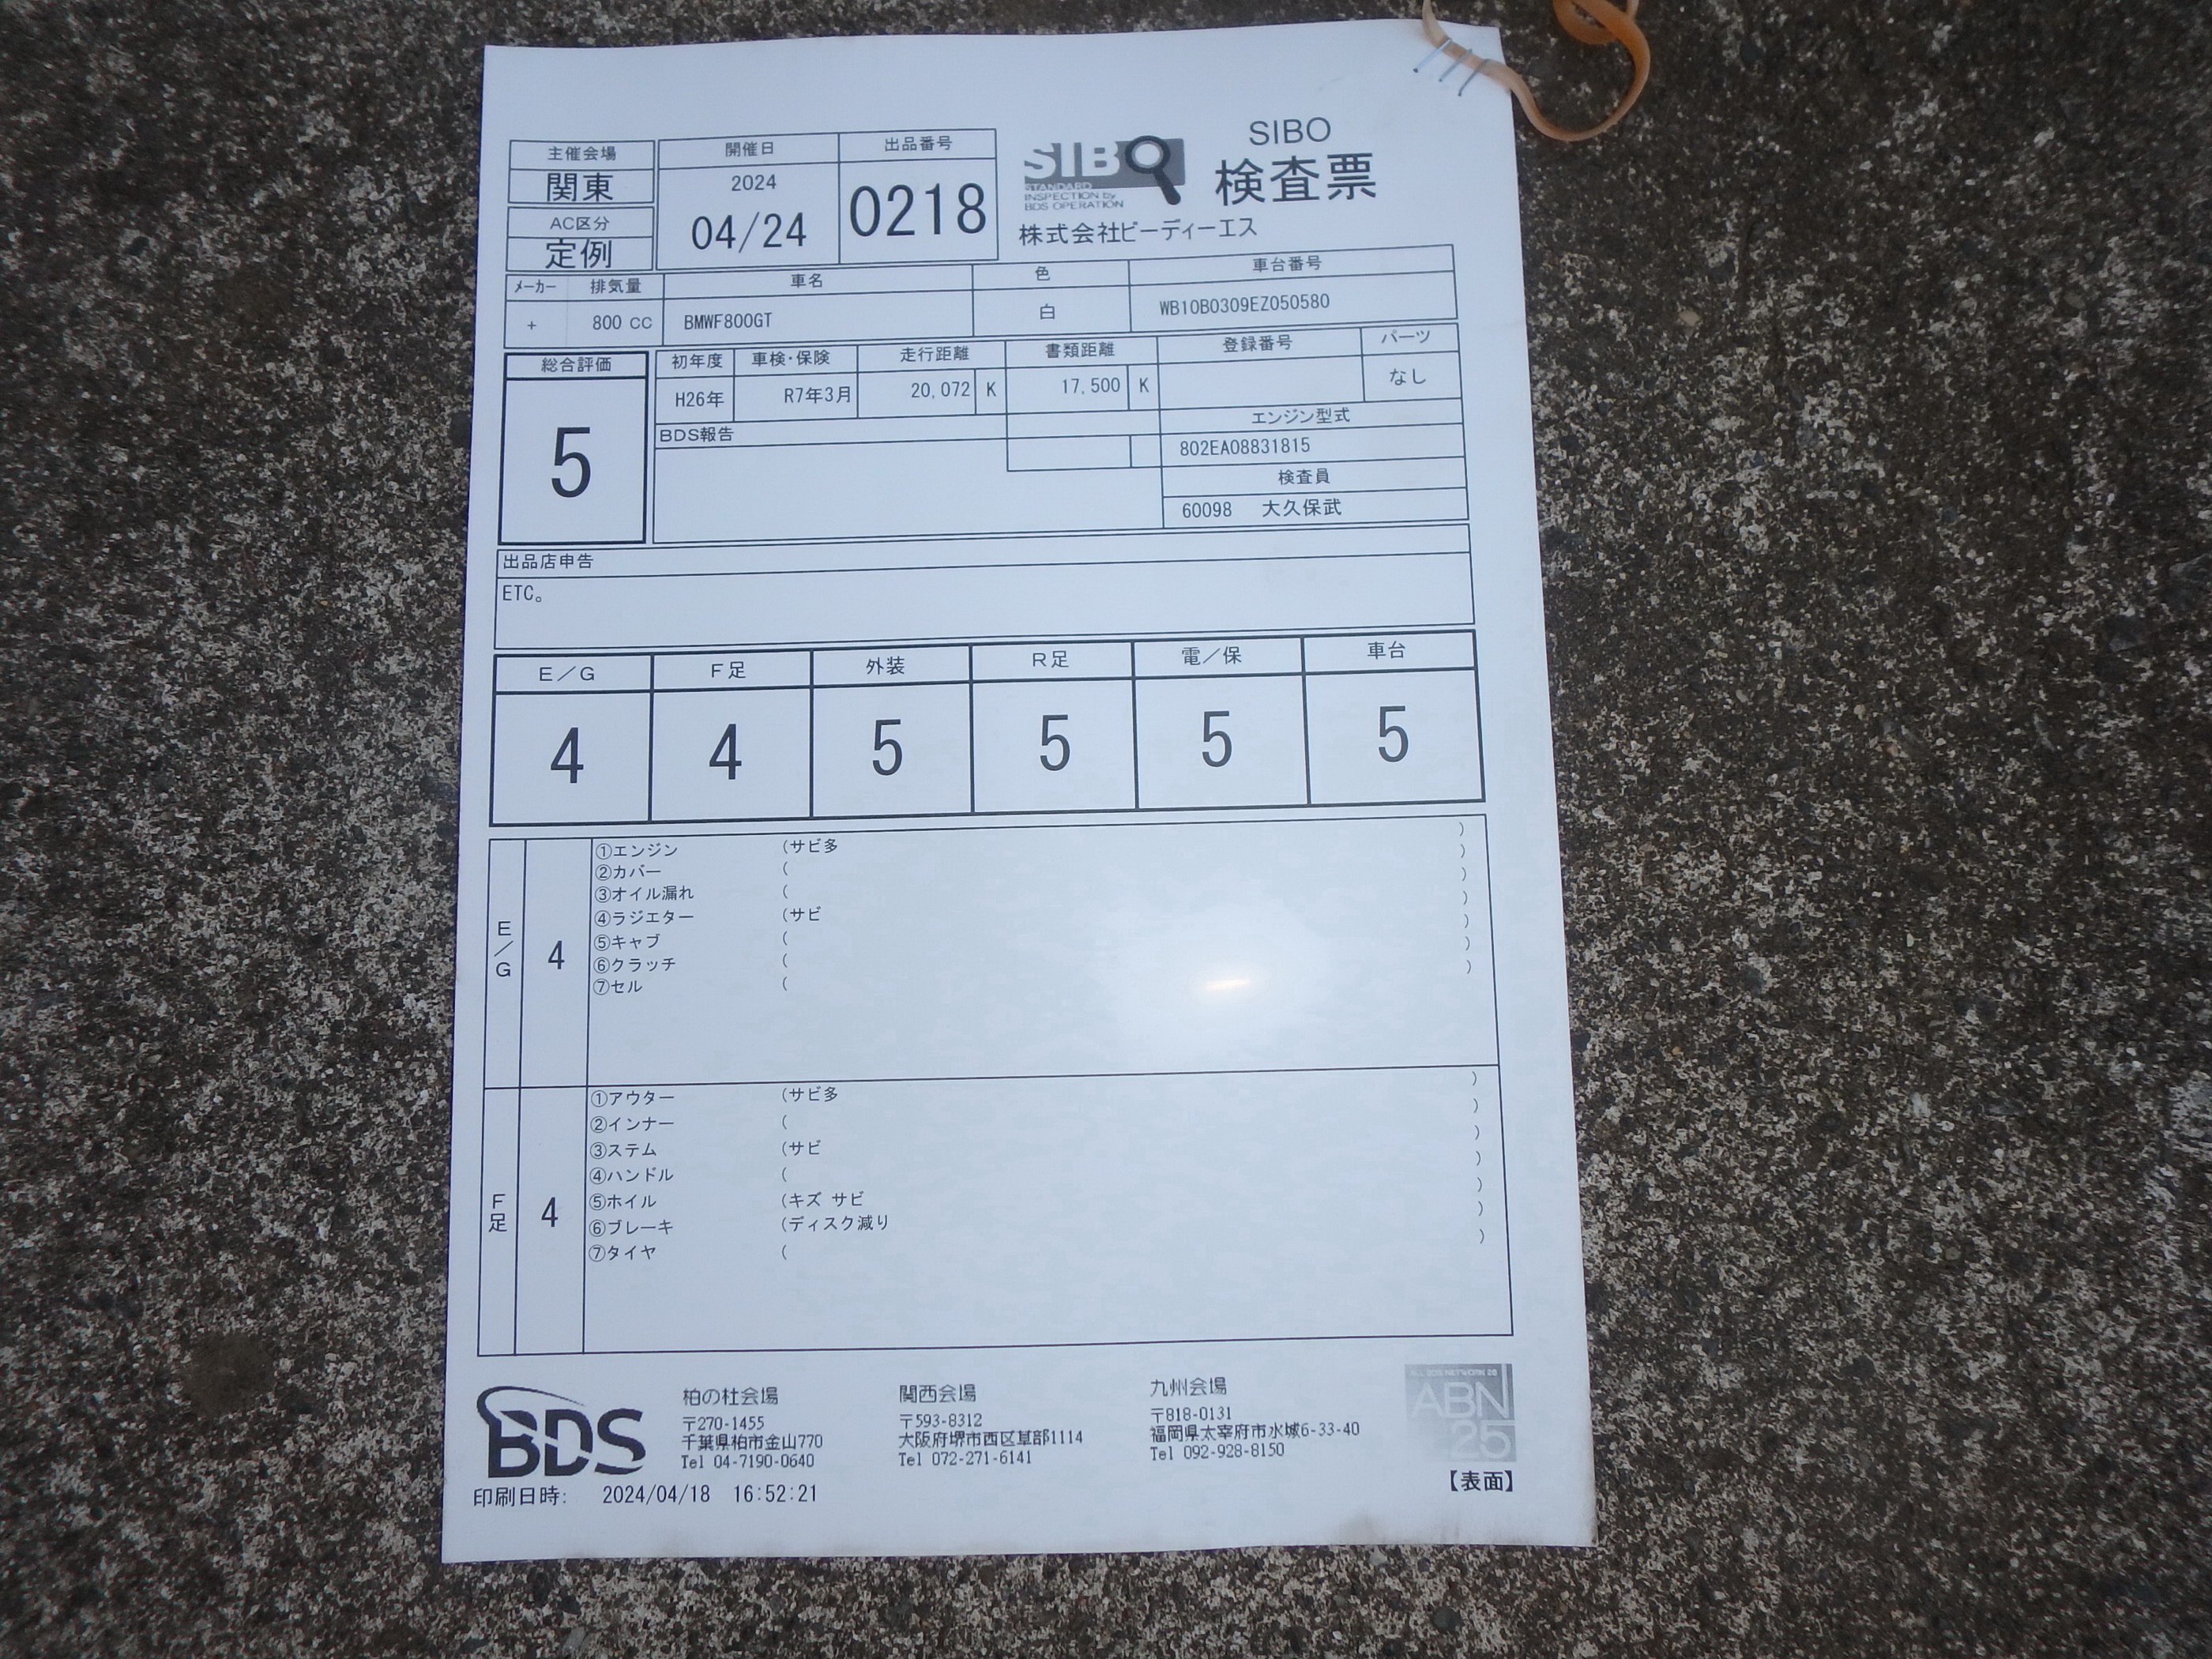 主催会場
関東
AC区分
定例
開催日
2024
04/24
出品番号
0218
SIBO
STANDARD
INSPECTION by
BDS OPERATION
SIBO
検査票
株式会社ビーディーエス
メーカー 排気量 車名 色 車台番号
+ 800 CC BMWF800GT 白 WB10B0309EZ050580
総合評価
5
初年度 車検・保険 走行距離 書類距離 登録番号 パーツ
H26年 R7年3月 20,072 K 17,500 K なし
BDS報告
エンジン型式
802EA08831815
検査員
60098 大久保武
出品店申告
ETC。
E/G F足 外装 R足 電/保 車台
4 4 5 5 5 5
E/G 4
①エンジン (サビ多 )
②カバー ( )
③オイル漏れ ( )
④ラジエター (サビ )
⑤キャブ ( )
⑥クラッチ ( )
⑦セル ( )
F足 4
①アウター (サビ多 )
②インナー ( )
③ステム (サビ )
④ハンドル ( )
⑤ホイル (キズ サビ )
⑥ブレーキ (ディスク減り )
⑦タイヤ ( )
BDS
柏の杜会場
〒270-1455
千葉県柏市金山770
Tel 04-7190-0640
関西会場
〒593-8312
大阪府堺市西区草部1114
Tel 072-271-6141
九州会場
〒818-0131
福岡県太宰府市水城6-33-40
Tel 092-928-8150
ABN
25
【表面】
印刷日時: 2024/04/18 16:52:21